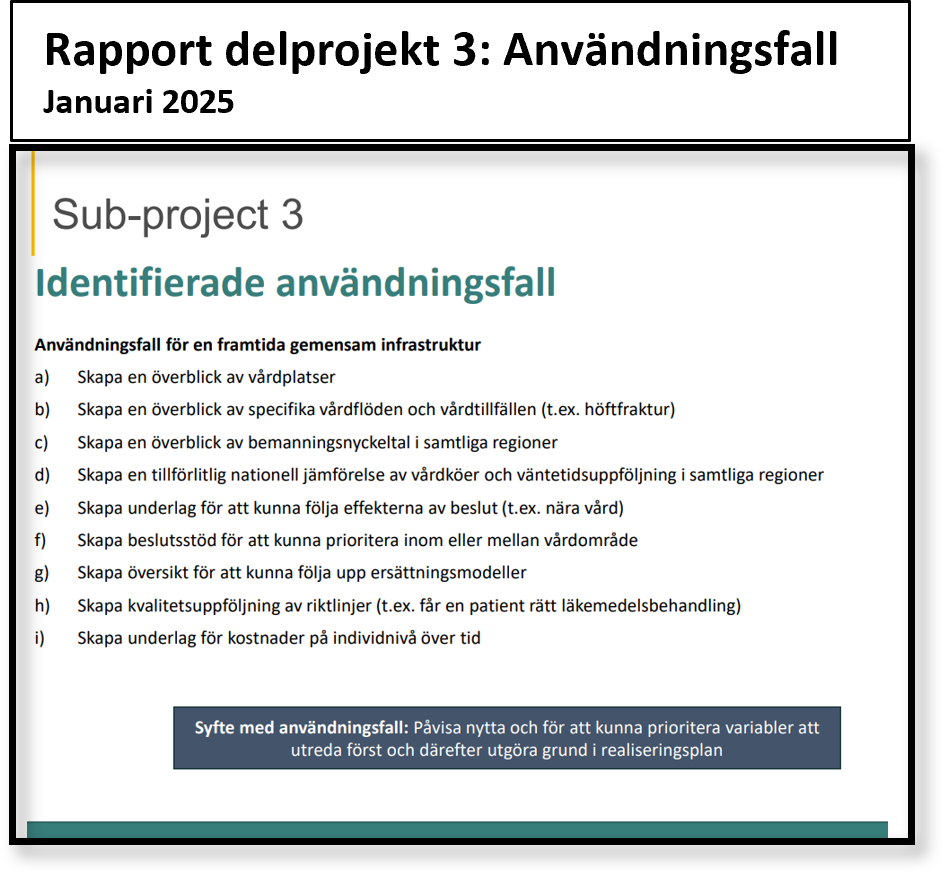 Rapport delprojekt 3: Användningsfall
Januari 2025
Sub-project 3
Identifierade användningsfall
Användningsfall för en framtida gemensam infrastruktur
a) Skapa en överblick av vårdplatser
b) Skapa en överblick av specifika vårdflöden och vårdtillfällen (t.ex. höftfraktur)
c) Skapa en överblick av bemanningsnyckeltal i samtliga regioner
d) Skapa en tillförlitlig nationell jämförelse av vårdköer och väntetidsuppföljning i samtliga regioner
e) Skapa underlag för att kunna följa effekterna av beslut (t.ex. nära vård)
f) Skapa beslutsstöd för att kunna prioritera inom eller mellan vårdområde
g) Skapa översikt för att kunna följa upp ersättningsmodeller
h) Skapa kvalitetsuppföljning av riktlinjer (t.ex. får en patient rätt läkemedelsbehandling)
i) Skapa underlag för kostnader på individnivå över tid
Syfte med användningsfall: Påvisa nytta och för att kunna prioritera variabler att
utreda först och därefter utgöra grund i realiseringsplan